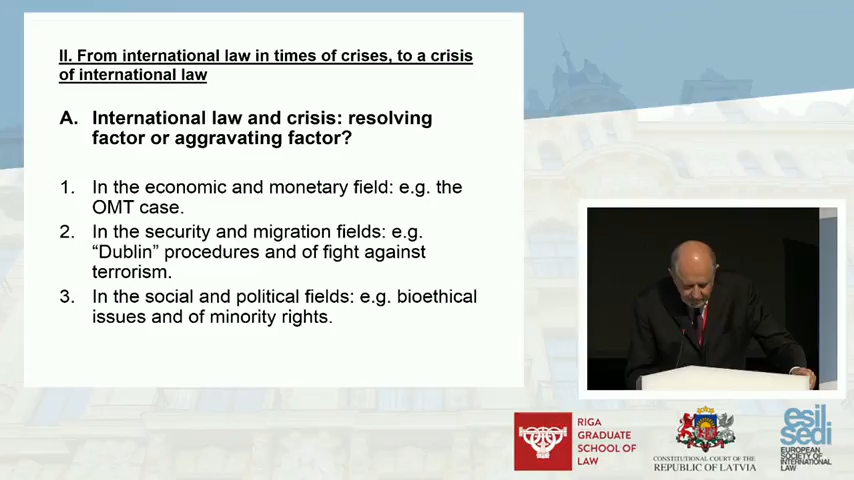 II. From international law in times of crises, to a crisis
of international law
A. International law and crisis: resolving
factor or aggravating factor?
1. In the economic and monetary field: e.g. the
OMT case.
2. In the security and migration fields: e.g.
“Dublin” procedures and of fight against
terrorism.
3. In the social and political fields: e.g. bioethical
issues and of minority rights.
RIGA
GRADUATE
SCHOOL OF
LAW
CONSTITUTIONAL COURT OF THE
REPUBLIC OF LATVIA
esil
sedi
EUROPEAN
SOCIETY OF
INTERNATIONAL
LAW